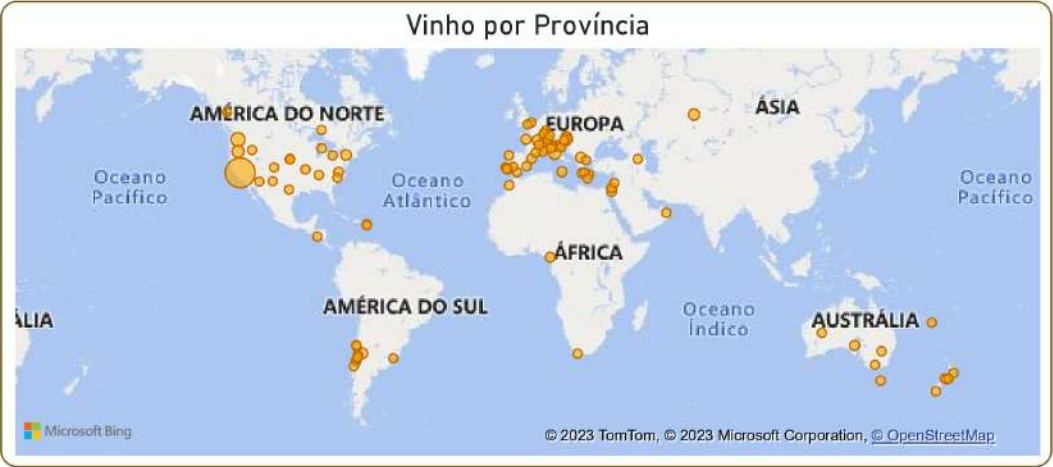 Vinho por Província
AMÉRICA DO NORTE
EUROPA
ÁSIA
Oceano
Pacífico
Oceano
Atlântico
Oceano
Pacífico
ÁFRICA
AMÉRICA DO SUL
Oceano
Índico
ÁLIA
AUSTRÁLIA
Microsoft Bing
© 2023 TomTom, © 2023 Microsoft Corporation, © OpenStreetMap